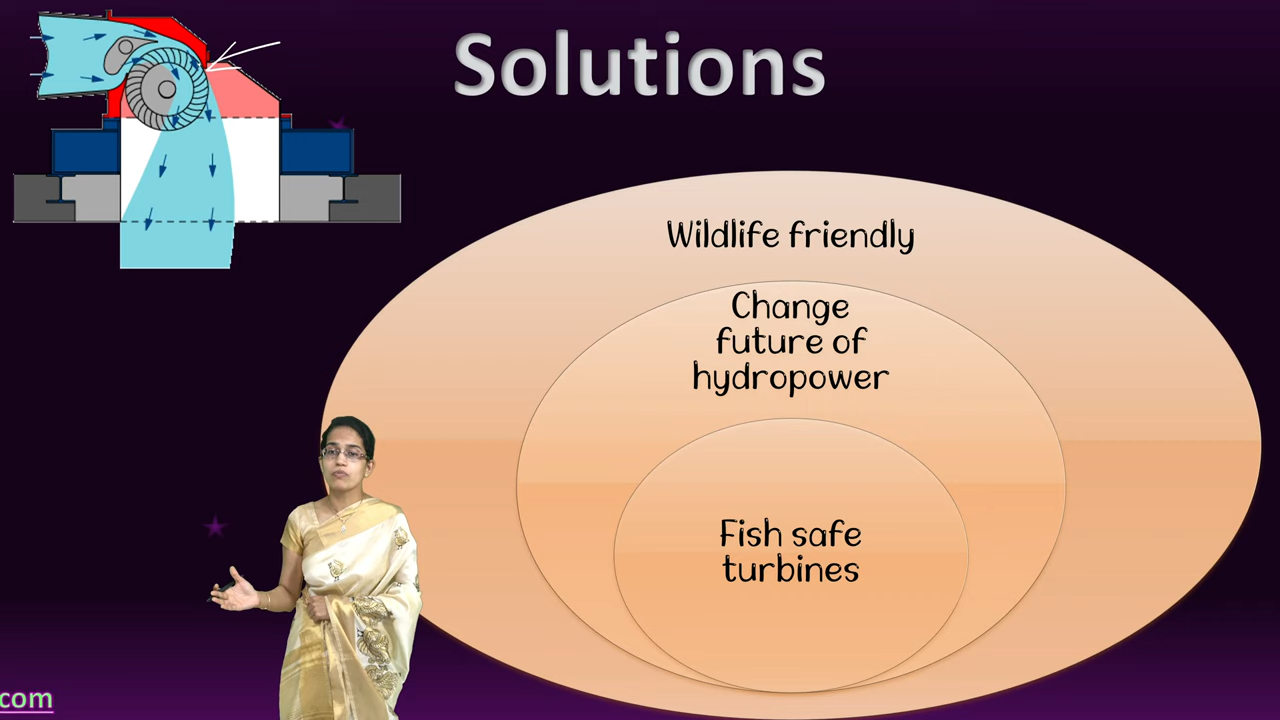 Solutions
Wildlife friendly
Change
future of
hydropower
Fish safe
turbines
com